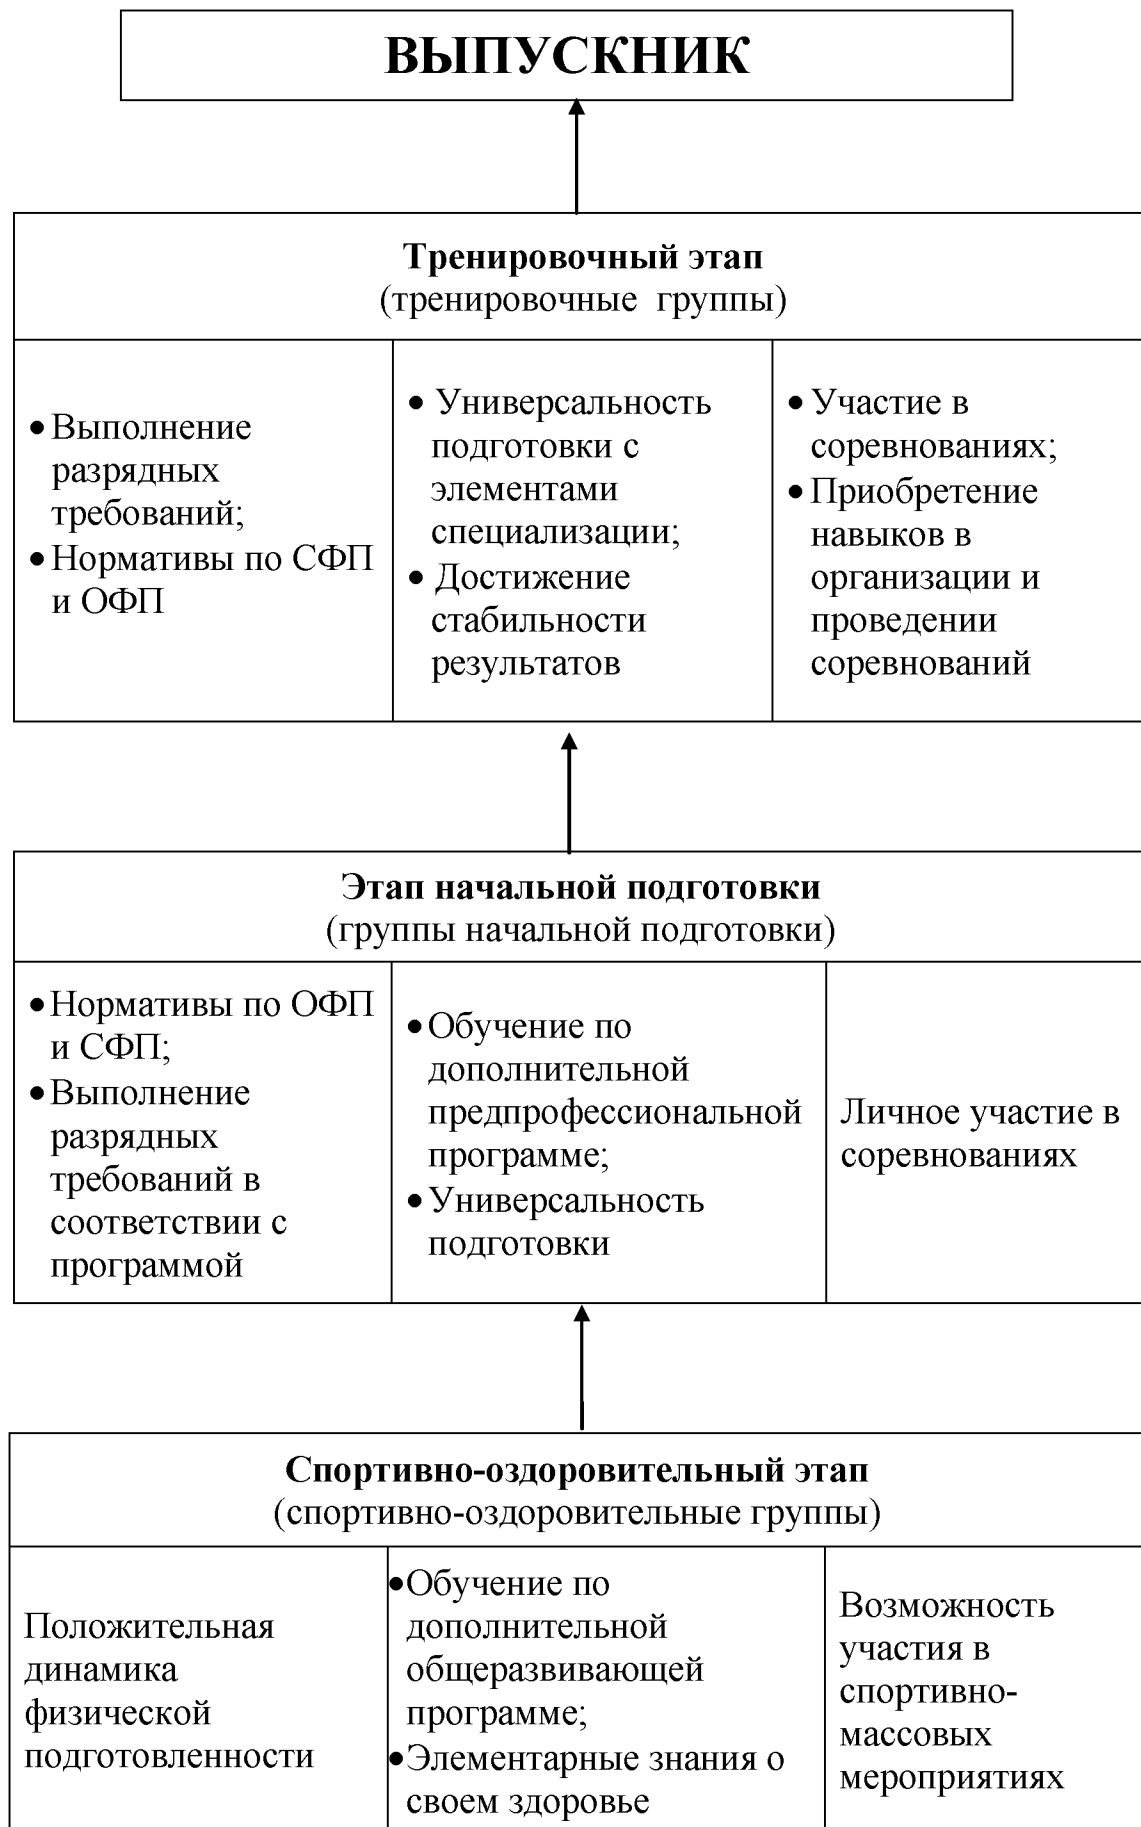 ВЫПУСКНИК
Тренировочный этап
(тренировочные группы)
• Выполнение
разрядных
требований;
• Нормативы по СФП
и ОФП
• Универсальность
подготовки с
элементами
специализации;
• Достижение
стабильности
результатов
• Участие в
соревнованиях;
• Приобретение
навыков в
организации и
проведении
соревнований
Этап начальной подготовки
(группы начальной подготовки)
• Нормативы по ОФП
и СФП;
• Выполнение
разрядных
требований в
соответствии с
программой
• Обучение по
дополнительной
предпрофессиональной
программе;
• Универсальность
подготовки
Личное участие в
соревнованиях
Спортивно-оздоровительный этап
(спортивно-оздоровительные группы)
Положительная
динамика
физической
подготовленности
• Обучение по
дополнительной
общеразвивающей
программе;
• Элементарные знания о
своем здоровье
Возможность
участия в
спортивно-
массовых
мероприятиях